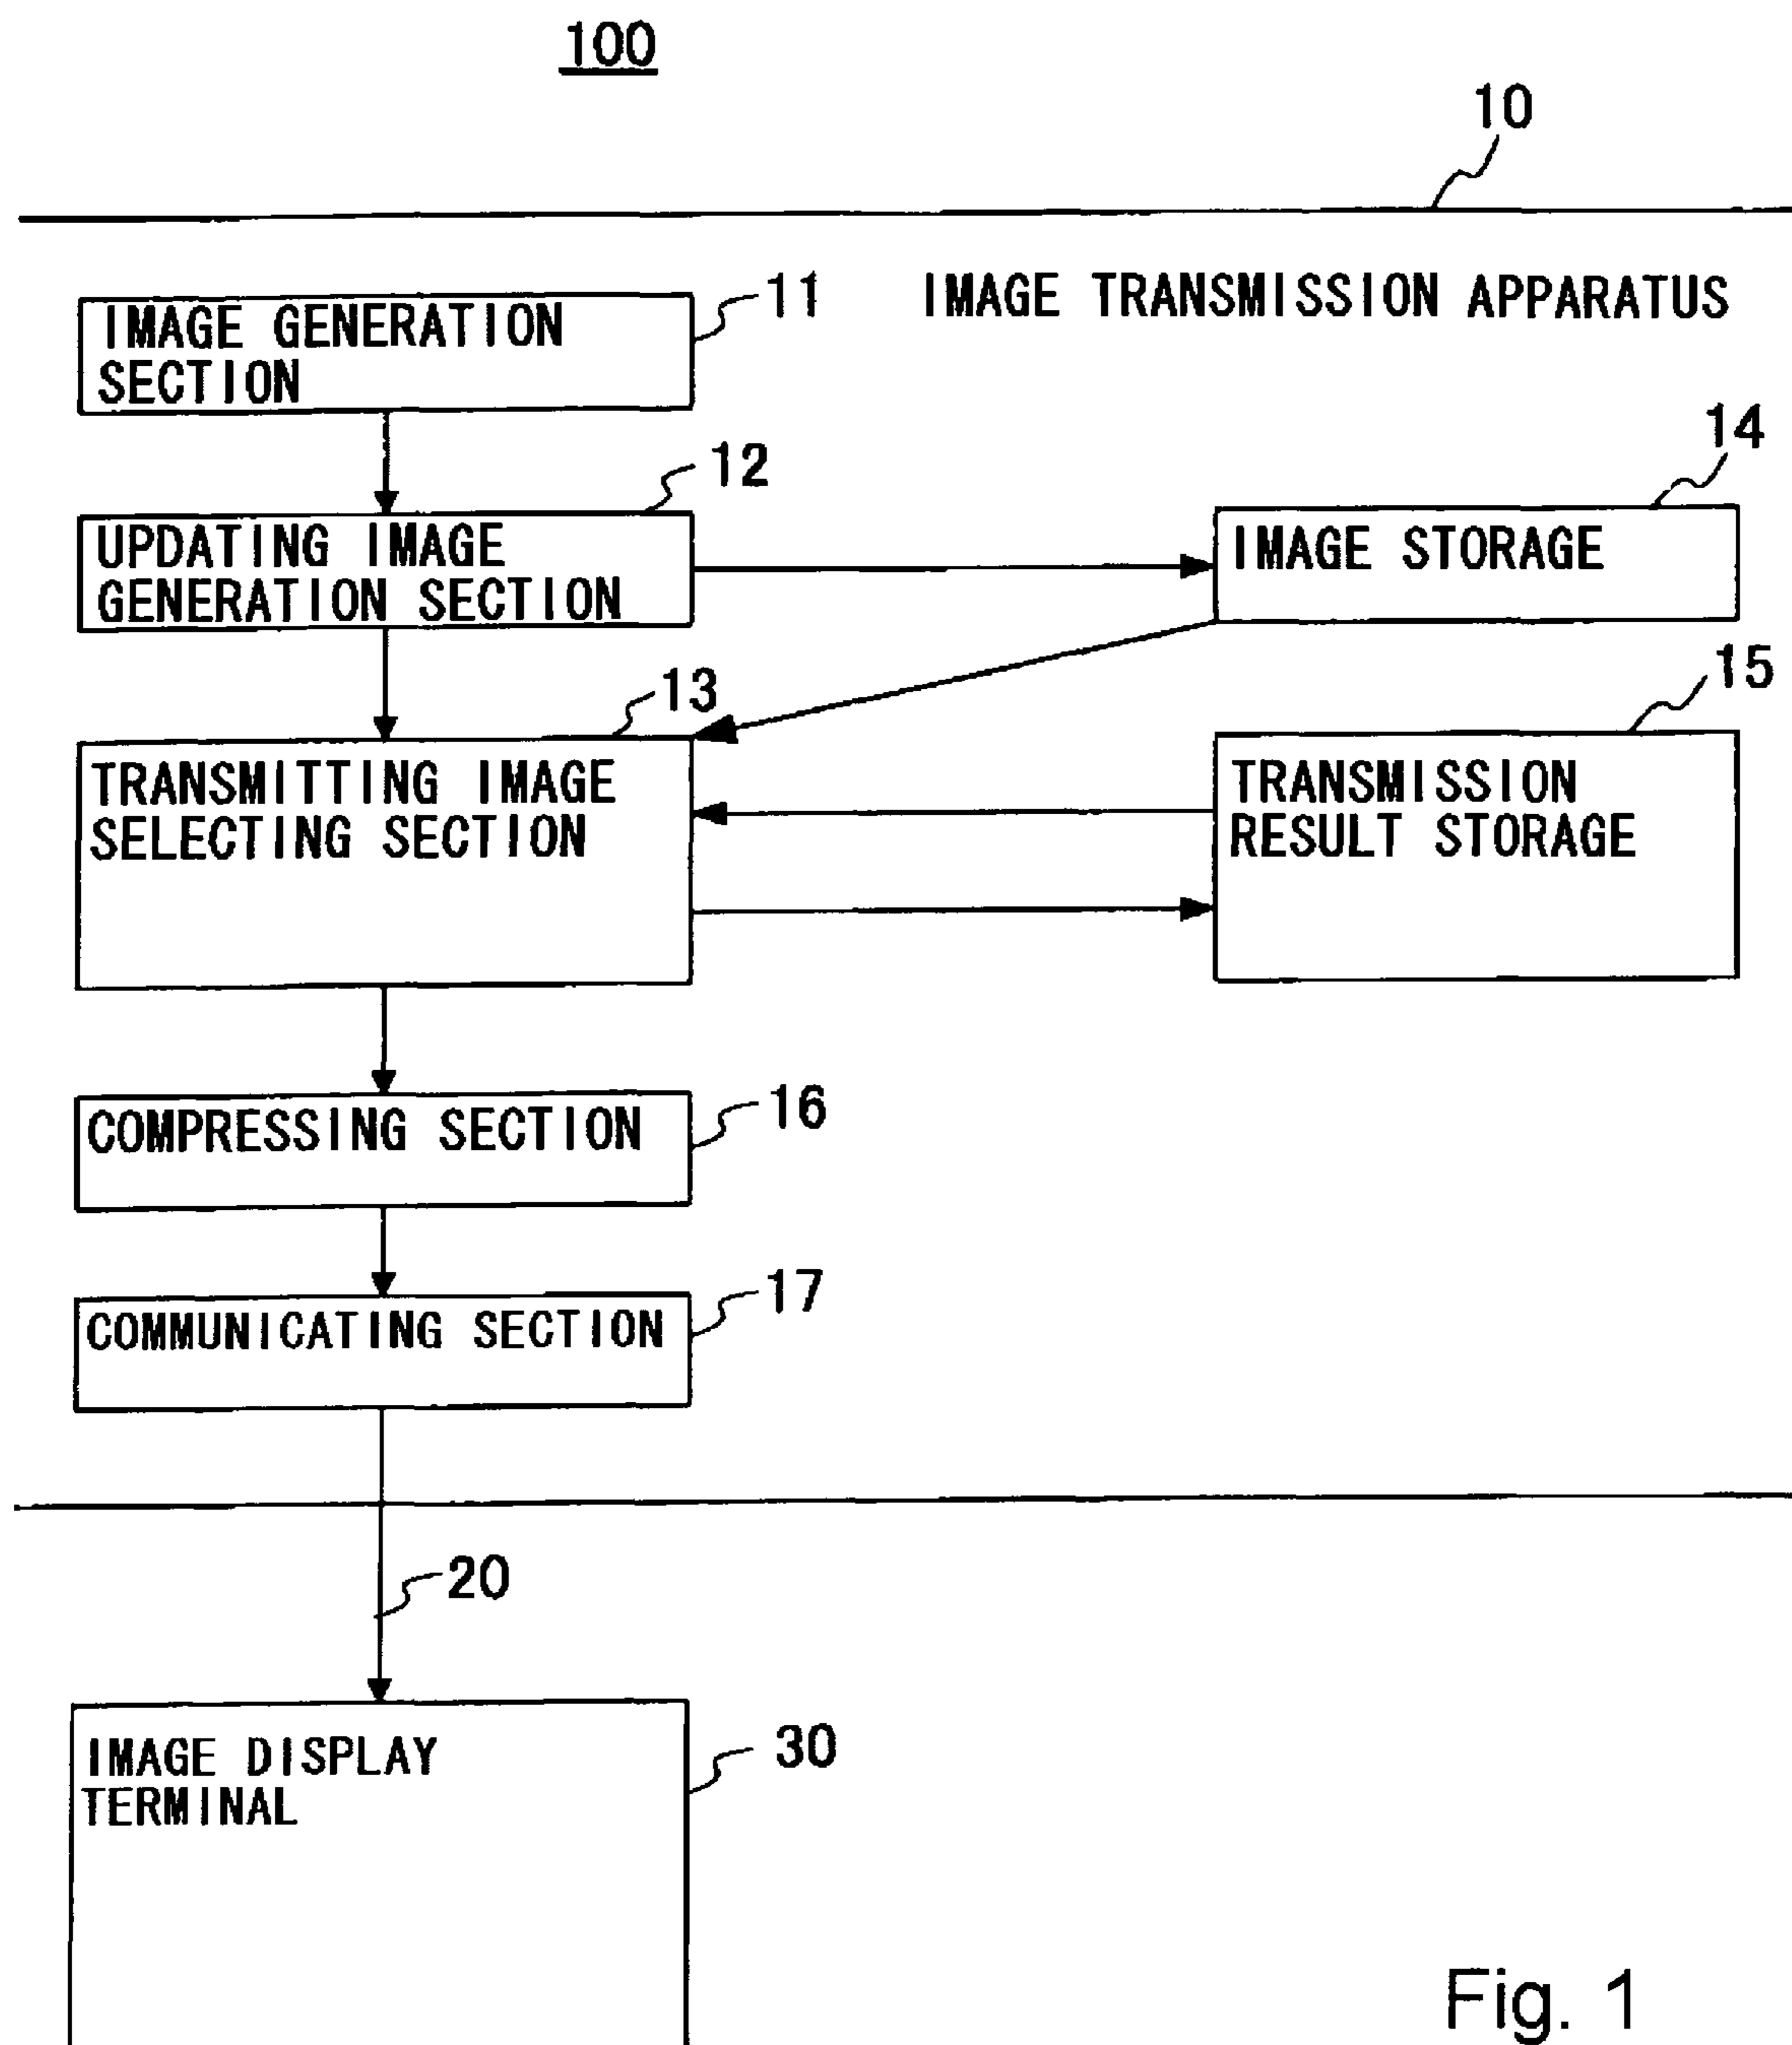 100
10
IMAGE TRANSMISSION APPARATUS
11
IMAGE GENERATION
SECTION
12
UPDATING IMAGE
GENERATION SECTION
14
IMAGE STORAGE
13
TRANSMITTING IMAGE
SELECTING SECTION
15
TRANSMISSION
RESULT STORAGE
16
COMPRESSING SECTION
17
COMMUNICATING SECTION
20
30
IMAGE DISPLAY
TERMINAL
Fig. 1